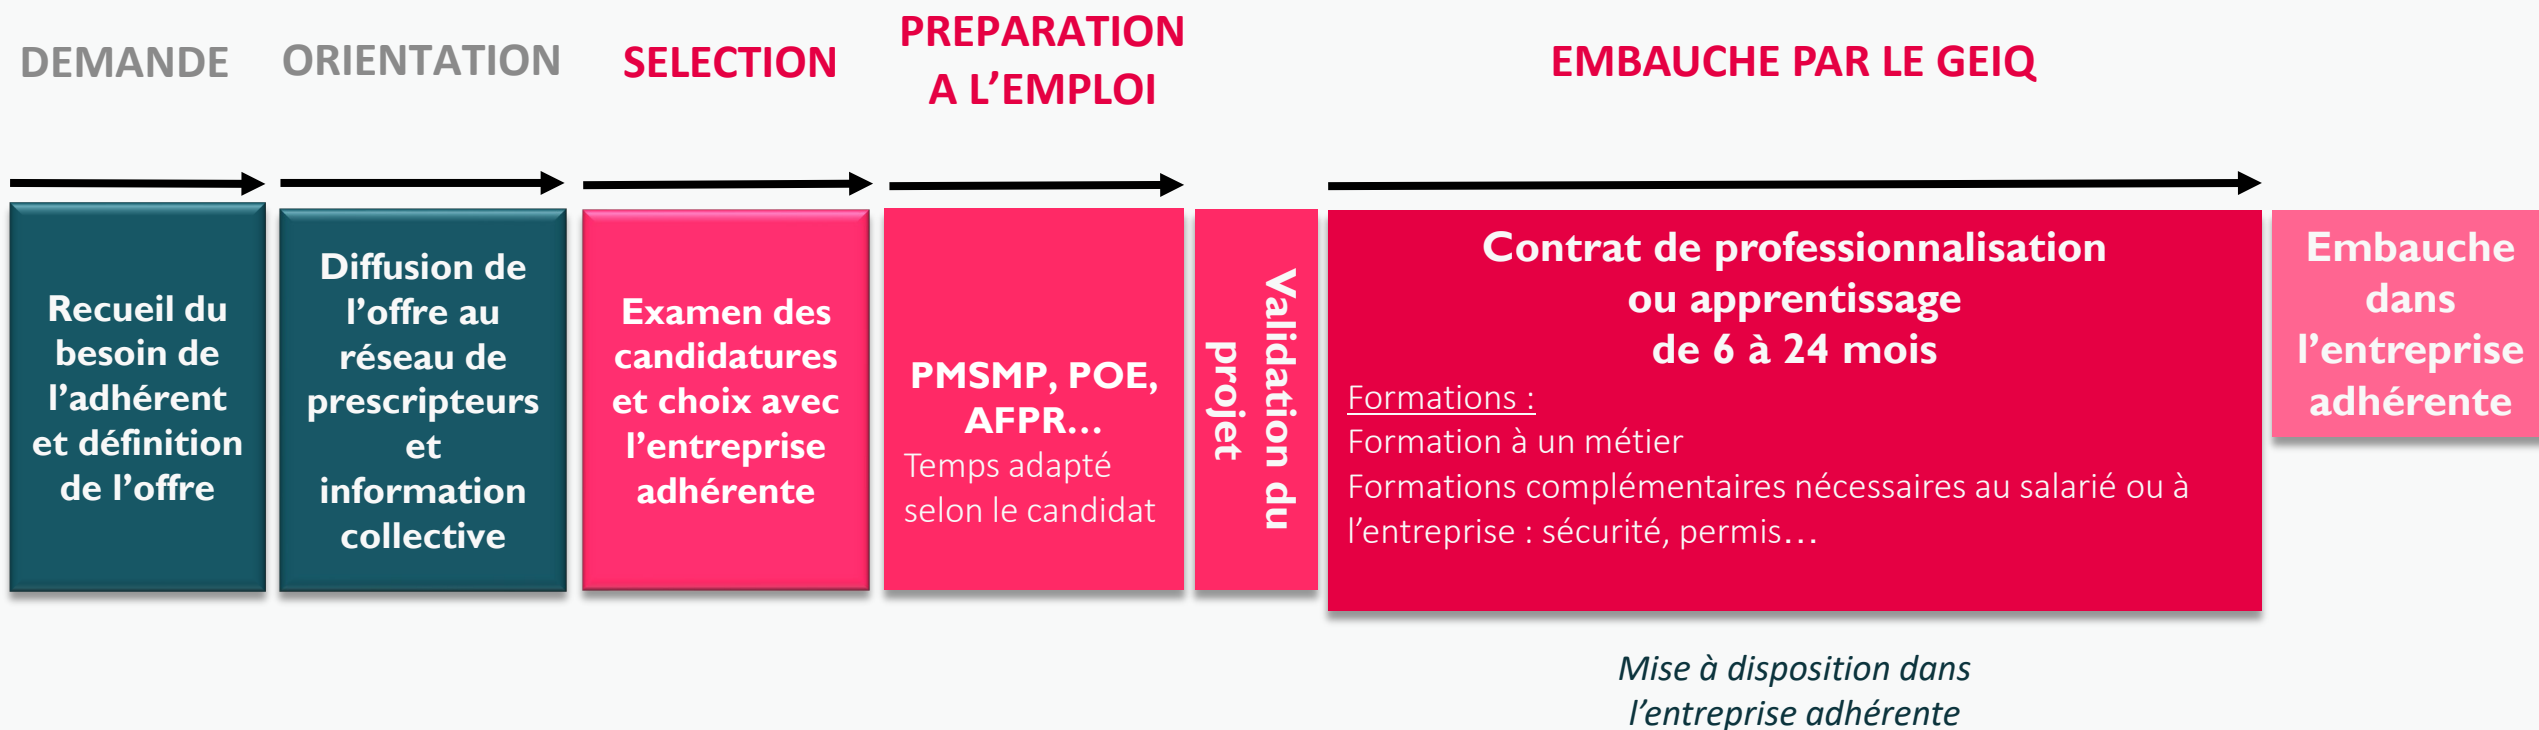 DEMANDE
ORIENTATION
SELECTION
PREPARATION
A L’EMPLOI
EMBAUCHE PAR LE GEIQ
Recueil du
besoin de
l’adhérent
et définition
de l’offre
Diffusion de
l’offre au
réseau de
prescripteurs
et
information
collective
Examen des
candidatures
et choix avec
l’entreprise
adhérente
PMSMP, POE,
AFPR…
Temps adapté
selon le candidat
Validation du
projet
Contrat de professionnalisation
ou apprentissage
de 6 à 24 mois
Formations :
Formation à un métier
Formations complémentaires nécessaires au salarié ou à
l’entreprise : sécurité, permis…
Embauche
dans
l’entreprise
adhérente
Mise à disposition dans
l’entreprise adhérente